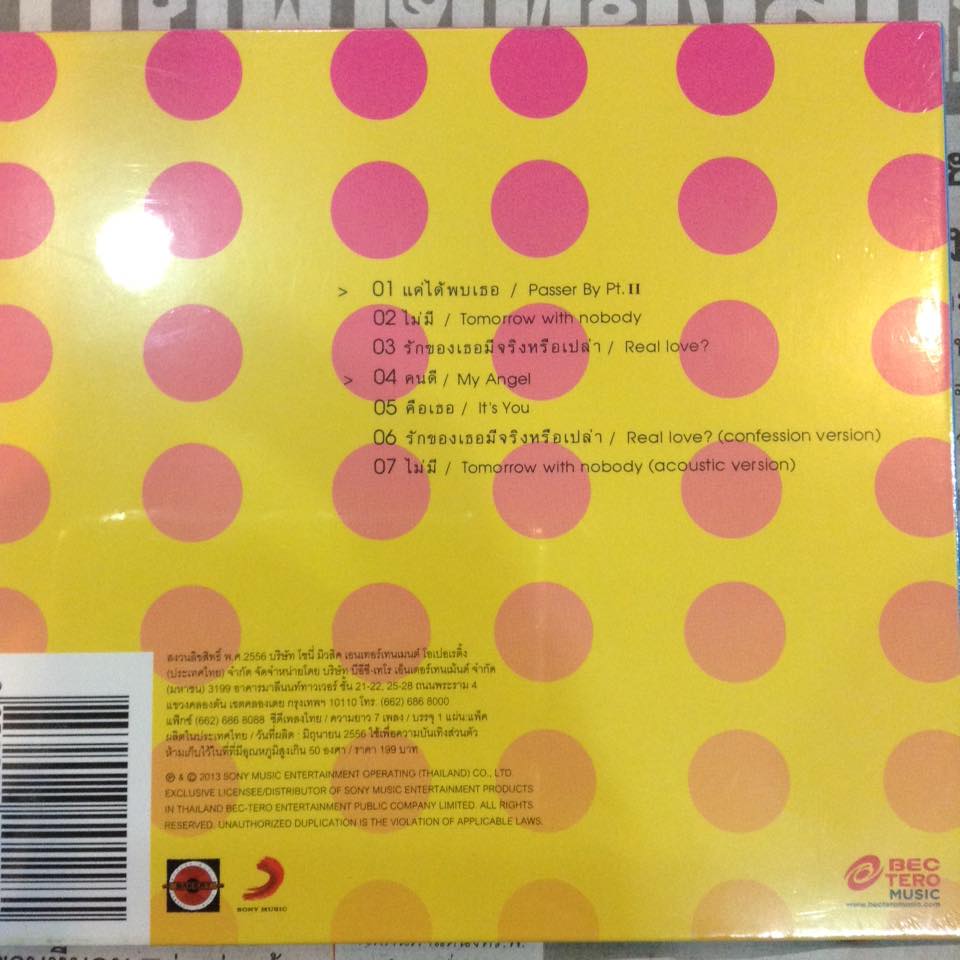 > 01 แค่ได้พบเธอ / Passer By Pt. II
02 ไม่มี / Tomorrow with nobody
03 รักของเธอมีจริงหรือเปล่า / Real love?
> 04 คนดี / My Angel
05 คือเธอ / It's You
06 รักของเธอมีจริงหรือเปล่า / Real love? (confession version)
07 ไม่มี / Tomorrow with nobody (acoustic version)
สงวนลิขสิทธิ์ พ.ศ.2556 บริษัท โซนี่ มิวสิค เอนเทอร์เทนเมนต์ โอเปอเรติ้ง
(ประเทศไทย) จำกัด จัดจำหน่ายโดย บริษัท บีอีซี-เทโร เอ็นเตอร์เทนเม้นต์ จำกัด
(มหาชน) 3199 อาคารมาลีนนท์ทาวเวอร์ ชั้น 21-22, 25-28 ถนนพระราม 4
แขวงคลองตัน เขตคลองเตย กรุงเทพฯ 10110 โทร. (662) 686 8000
แฟ็กซ์ (662) 686 8088 ซีดีเพลงไทย / ความยาว 7 เพลง / บรรจุ 1 แผ่น:แพ็ค
ผลิตในประเทศไทย / วันที่ผลิต : มิถุนายน 2556 ใช้เพื่อความบันเทิงส่วนตัว
ห้ามเก็บไว้ในที่ที่มีอุณหภูมิสูงเกิน 50 องศา / ราคา 199 บาท
℗ & © 2013 SONY MUSIC ENTERTAINMENT OPERATING (THAILAND) CO., LTD.
EXCLUSIVE LICENSEE/DISTRIBUTOR OF SONY MUSIC ENTERTAINMENT PRODUCTS
IN THAILAND BEC-TERO ENTERTAINMENT PUBLIC COMPANY LIMITED. ALL RIGHTS
RESERVED. UNAUTHORIZED DUPLICATION IS THE VIOLATION OF APPLICABLE LAWS.
SONY MUSIC
BEC
TERO
MUSIC
www.becteromusic.com